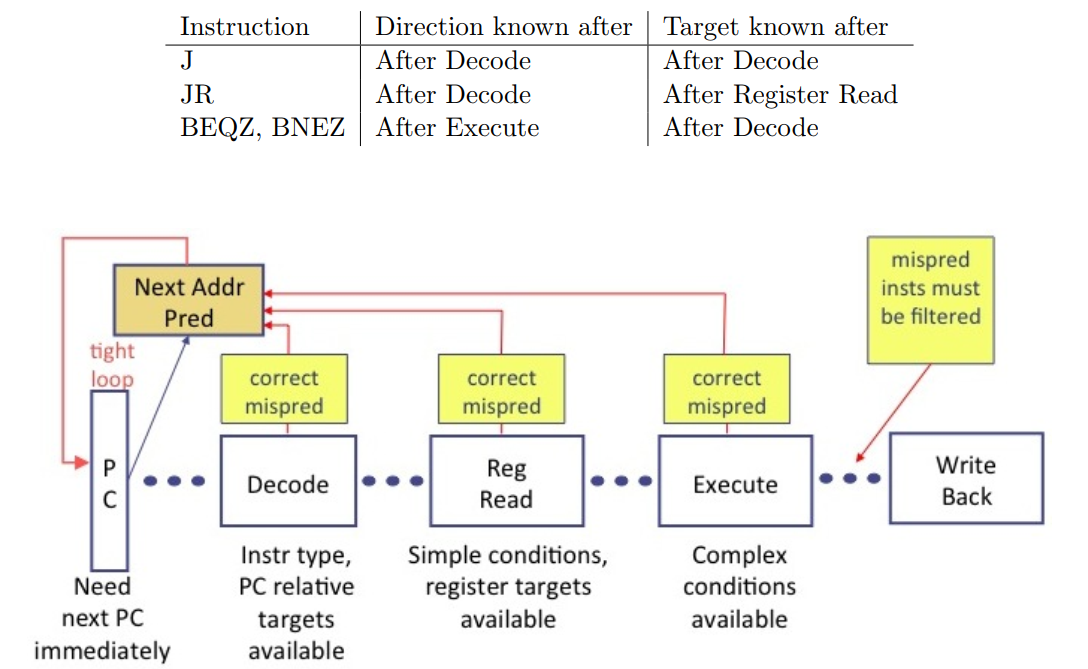 Instruction Direction known after Target known after
J After Decode After Decode
JR After Decode After Register Read
BEQZ, BNEZ After Execute After Decode
Next Addr
Pred
mispred
insts must
be filtered
tight
loop
correct
mispred
correct
mispred
correct
mispred
P
C
Decode
Reg
Read
Execute
Write
Back
Need
next PC
immediately
Instr type,
PC relative
targets
available
Simple conditions,
register targets
available
Complex
conditions
available